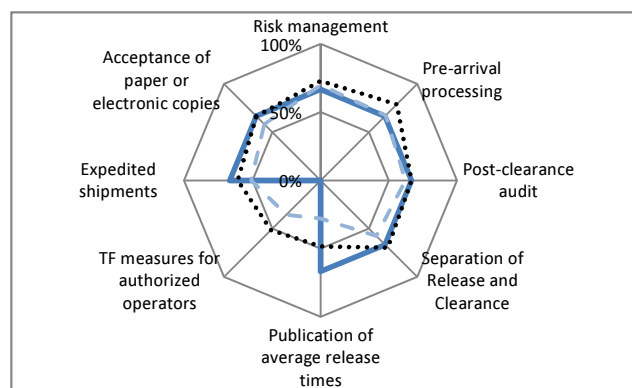 Risk management
100%
Acceptance of
paper or
electronic copies
Pre-arrival
processing
50%
Expedited
shipments
0%
Post-clearance
audit
TF measures for
authorized
operators
Separation of
Release and
Clearance
Publication of
average release
times